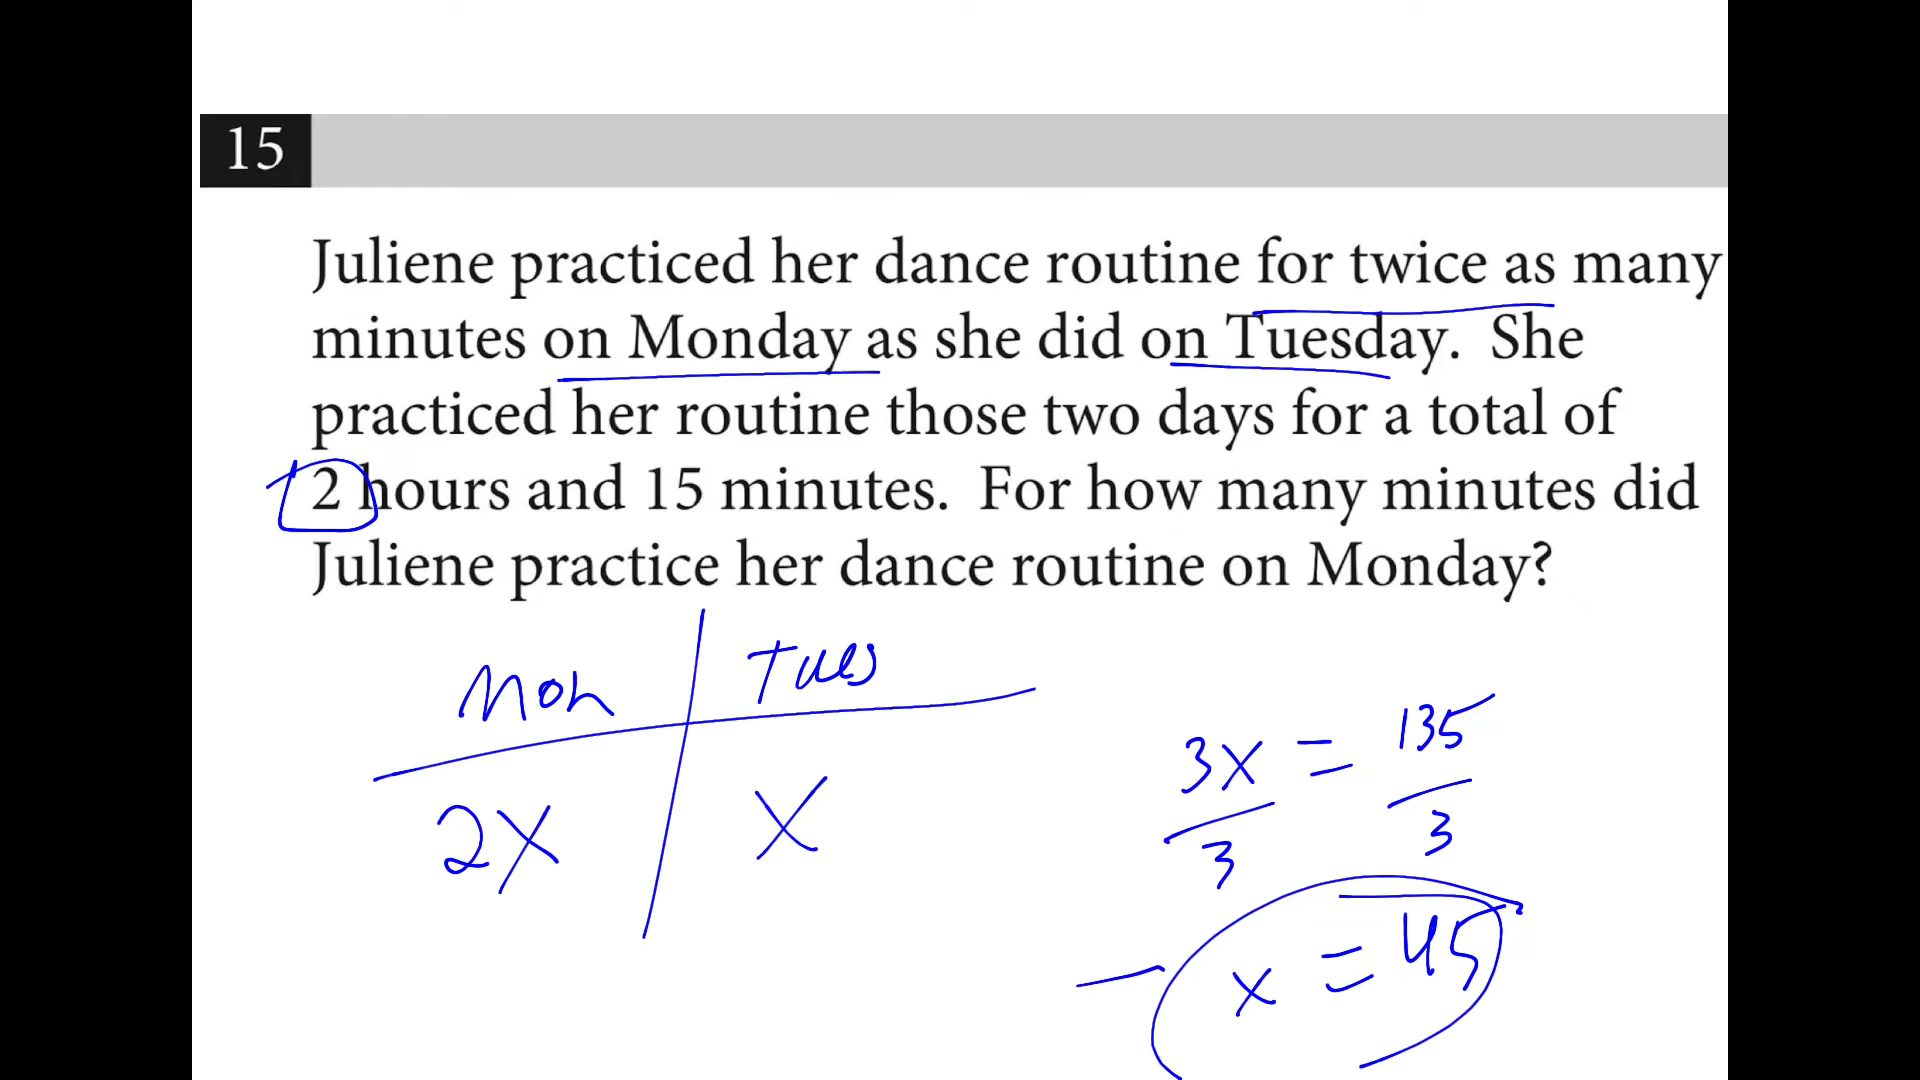 15
Juliene practiced her dance routine for twice as many
minutes on Monday as she did on Tuesday. She
practiced her routine those two days for a total of
2 hours and 15 minutes. For how many minutes did
Juliene practice her dance routine on Monday?
Mon Tues
2x x
3x = 135
3 3
x = 45